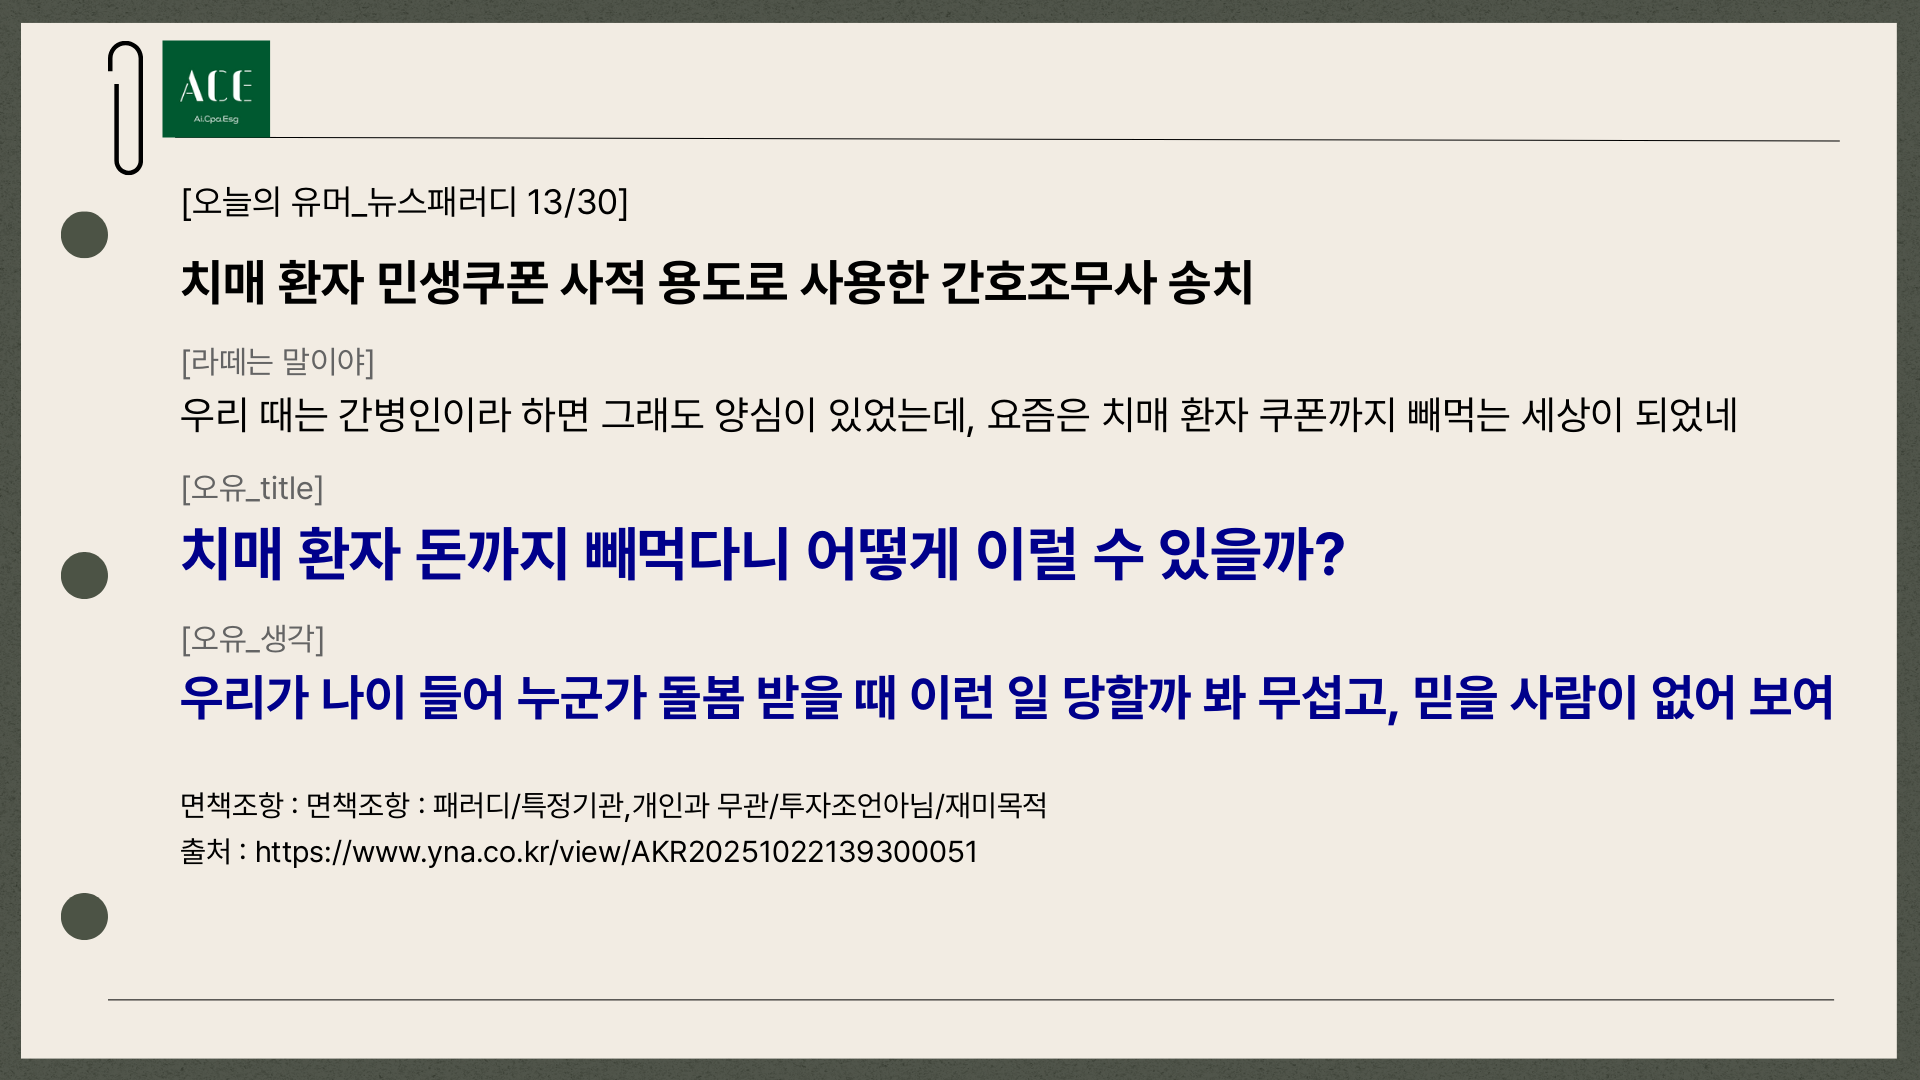 ACE
Ai.Cpa.Esg
[오늘의 유머_뉴스패러디 13/30]
치매 환자 민생쿠폰 사적 용도로 사용한 간호조무사 송치
[라떼는 말이야]
우리 때는 간병인이라 하면 그래도 양심이 있었는데, 요즘은 치매 환자 쿠폰까지 빼먹는 세상이 되었네
[오유_title]
치매 환자 돈까지 빼먹다니 어떻게 이럴 수 있을까?
[오유_생각]
우리가 나이 들어 누군가 돌봄 받을 때 이런 일 당할까 봐 무섭고, 믿을 사람이 없어 보여
면책조항 : 면책조항 : 패러디/특정기관,개인과 무관/투자조언아님/재미목적
출처 : https://www.yna.co.kr/view/AKR20251022139300051